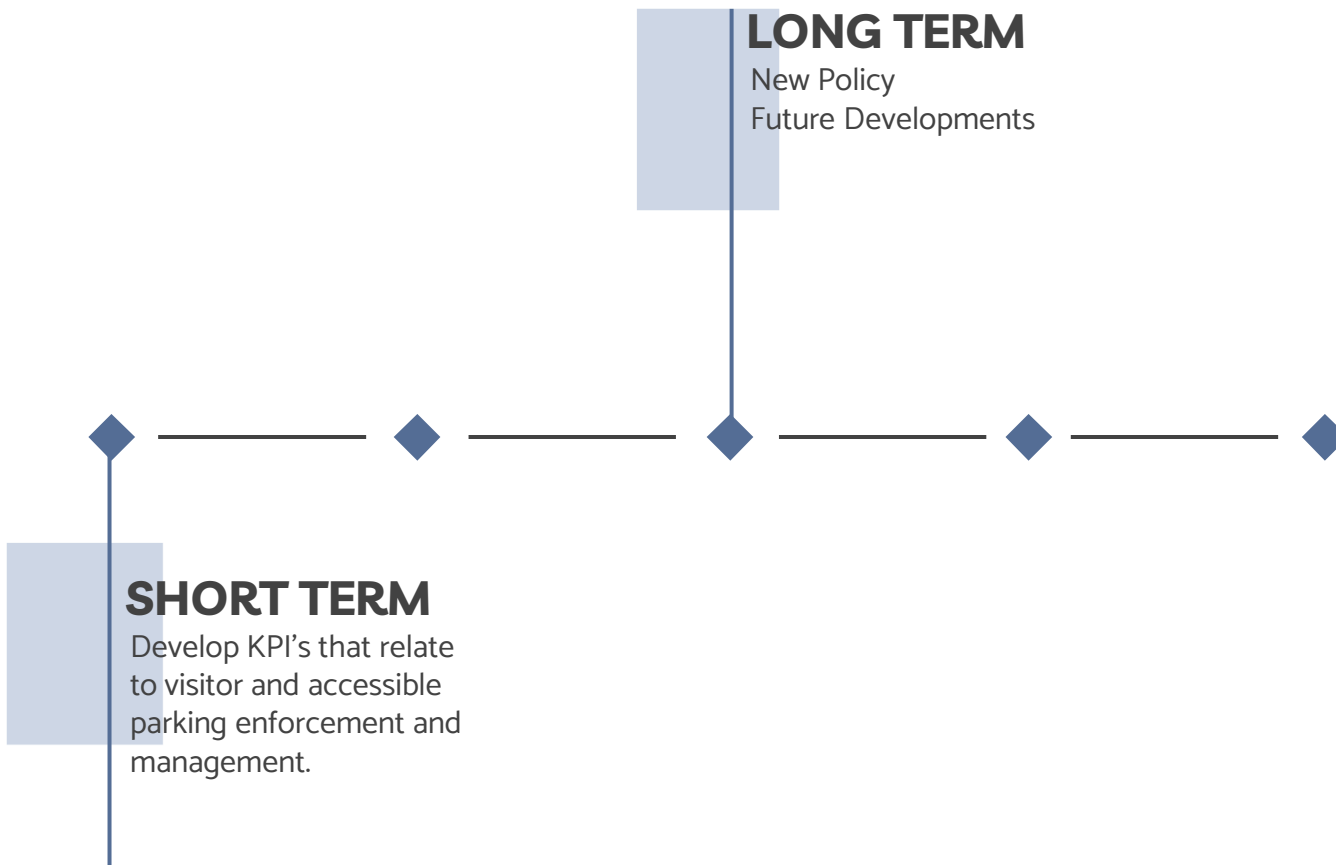 LONG TERM
New Policy
Future Developments
SHORT TERM
Develop KPI’s that relate
to visitor and accessible
parking enforcement and
management.